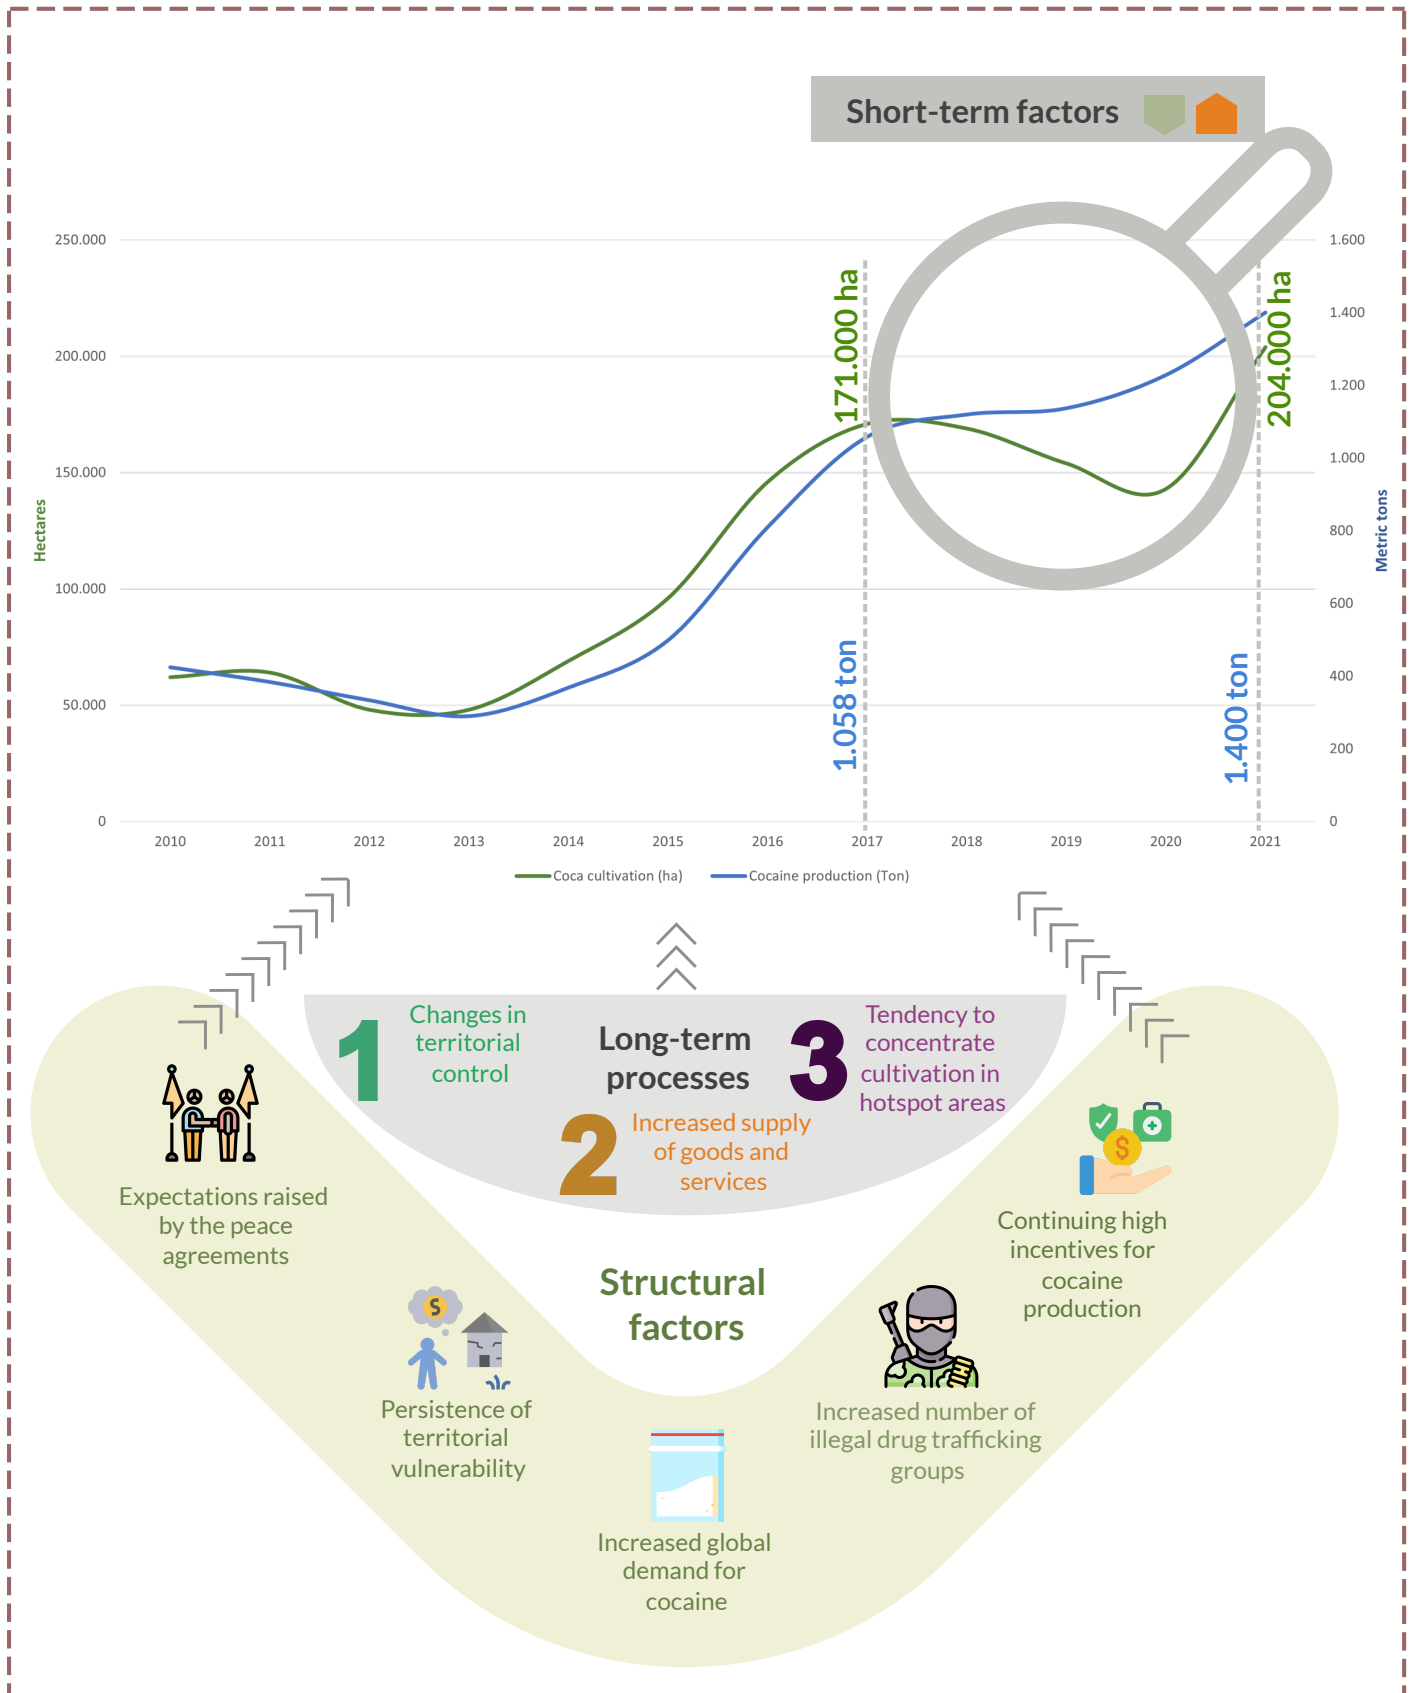 Short-term factors
250.000
200.000
150.000
100.000
50.000
0
Hectares
1.600
1.400
1.200
1.000
800
600
400
200
0
Metric tons
171.000 ha
204.000 ha
1.058 ton
1.400 ton
2010 2011 2012 2013 2014 2015 2016 2017 2018 2019 2020 2021
Coca cultivation (ha) Cocaine production (Ton)
Long-term
processes
1
Changes in
territorial
control
2
Increased supply
of goods and
services
3
Tendency to
concentrate
cultivation in
hotspot areas
Structural
factors
Expectations raised
by the peace
agreements
$
Persistence of
territorial
vulnerability
Increased global
demand for
cocaine
Increased number of
illegal drug trafficking
groups
$
Continuing high
incentives for
cocaine
production